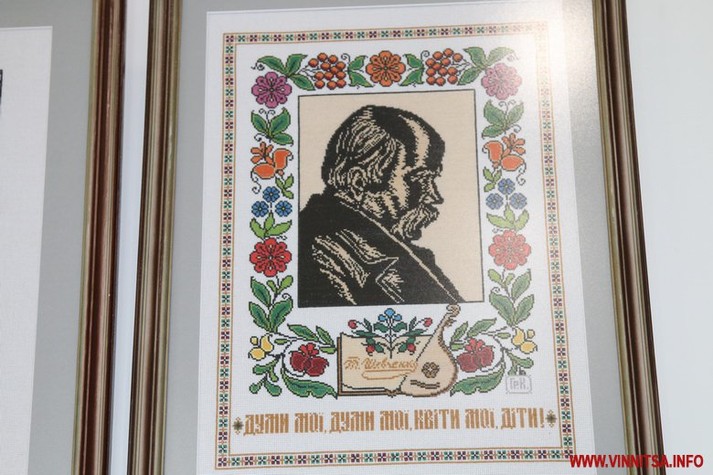 Т. Шевченко
Г.Р.К.
ДУМИ МОЇ, ДУМИ МОЇ, КВІТИ МОЇ, ДІТИ!
WWW.VINNITSA.INFO